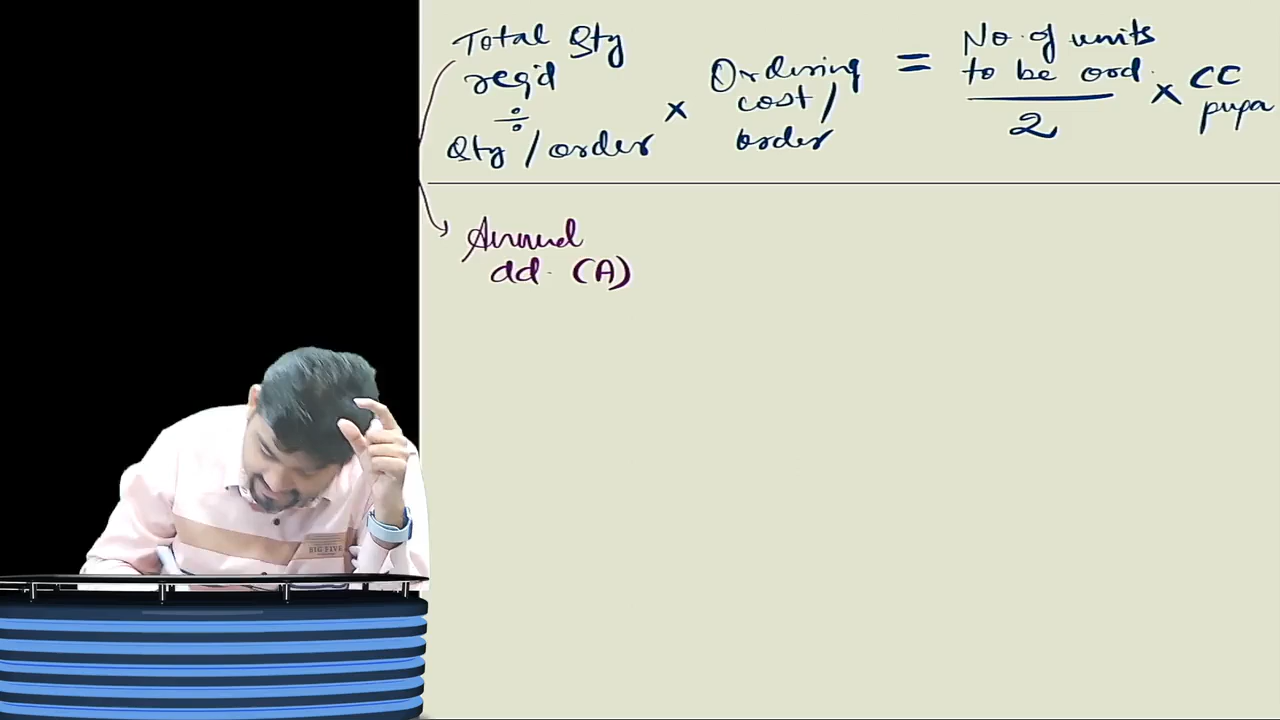 Total Qty
req'd
÷
Qty / order
×
Ordering
cost /
order
=
No. of units
to be ord.
2
× CC
pupa
Annual
dd. (A)
BIG FIVE